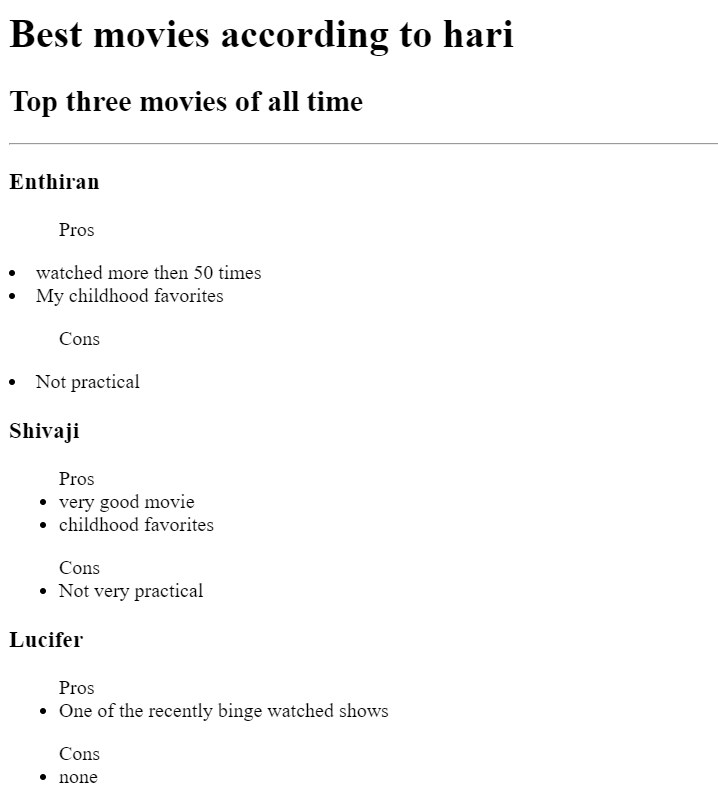 Best movies according to hari
Top three movies of all time
Enthiran
Pros
watched more then 50 times
My childhood favorites
Cons
Not practical
Shivaji
Pros
very good movie
childhood favorites
Cons
Not very practical
Lucifer
Pros
One of the recently binge watched shows
Cons
none